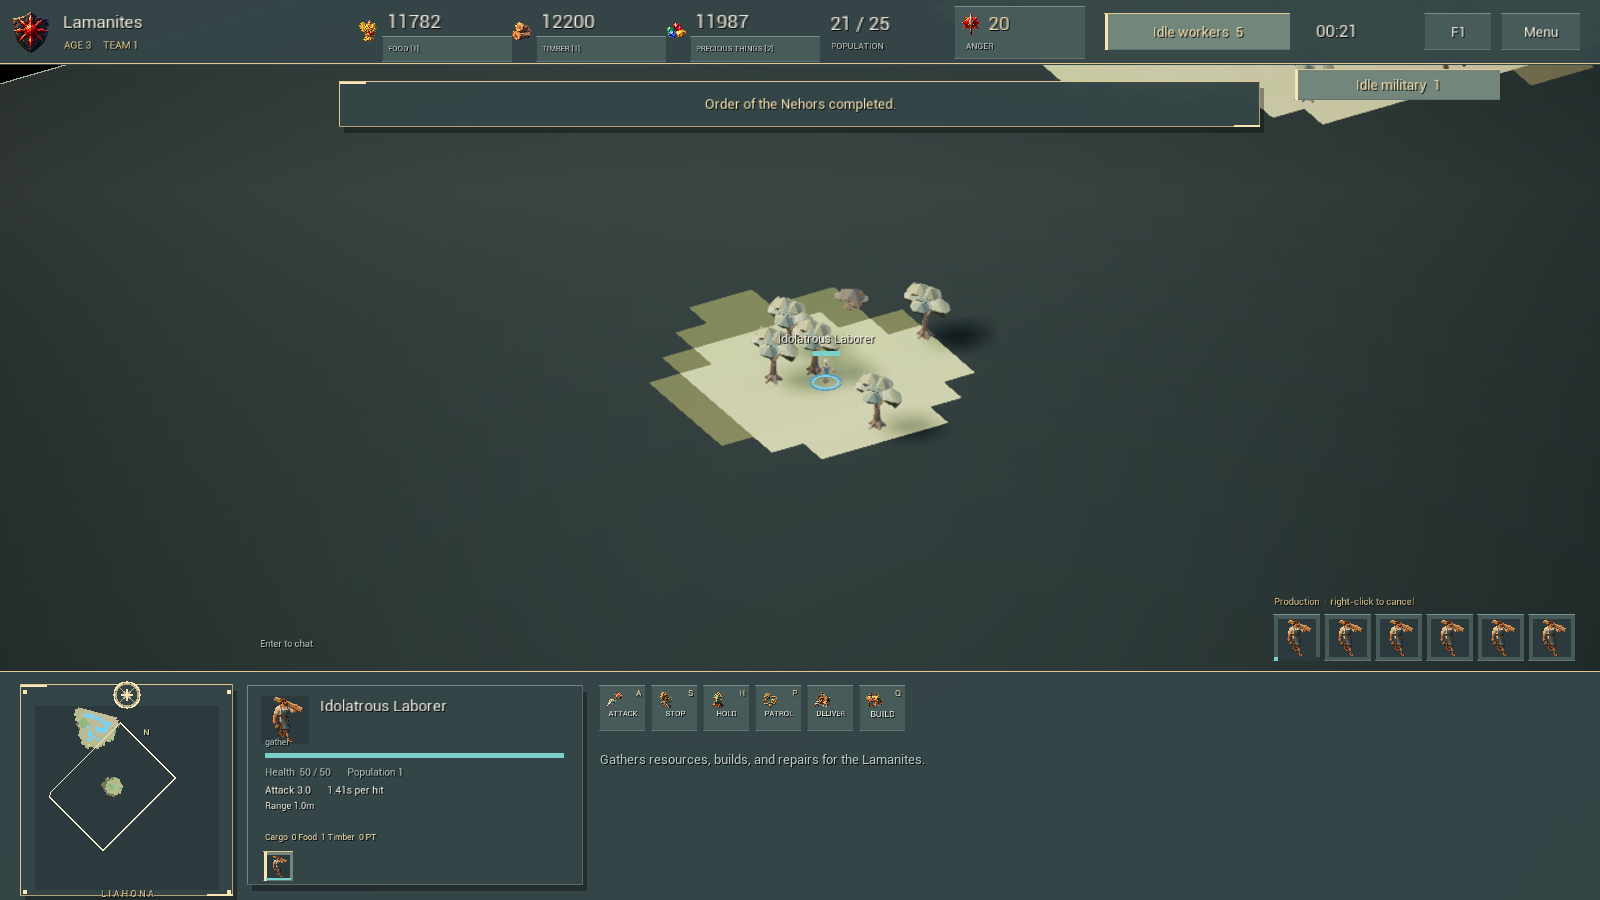 Lamanites
AGE 3 TEAM 1
11782
FOOD [1]
12200
TIMBER [1]
11987
PRECIOUS THINGS [2]
21 / 25
POPULATION
20
ANGER
Idle workers 5
00:21
F1
Menu
Idle military 1
Order of the Nehors completed.
Idolatrous Laborer
Production · right-click to cancel
Enter to chat
N
LIAHONA
Idolatrous Laborer
gather
Health 50 / 50 Population 1
Attack 3.0 1.41s per hit
Range 1.0m
Cargo 0 Food 1 Timber 0 PT
A
ATTACK
S
STOP
H
HOLD
P
PATROL
DELIVER
Q
BUILD
Gathers resources, builds, and repairs for the Lamanites.